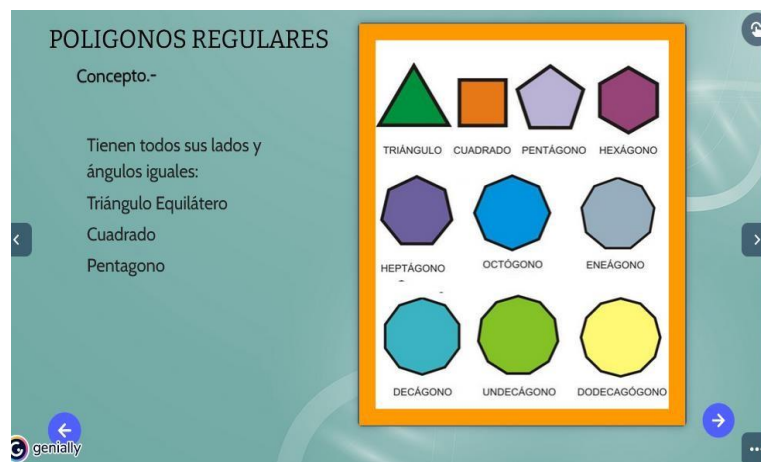 POLIGONOS REGULARES
Concepto.-
Tienen todos sus lados y
ángulos iguales:
Triángulo Equilátero
Cuadrado
Pentagono
TRIÁNGULO CUADRADO PENTÁGONO HEXÁGONO
HEPTÁGONO OCTÓGONO ENEÁGONO
DECÁGONO UNDECÁGONO DODECAGÓGONO
genially